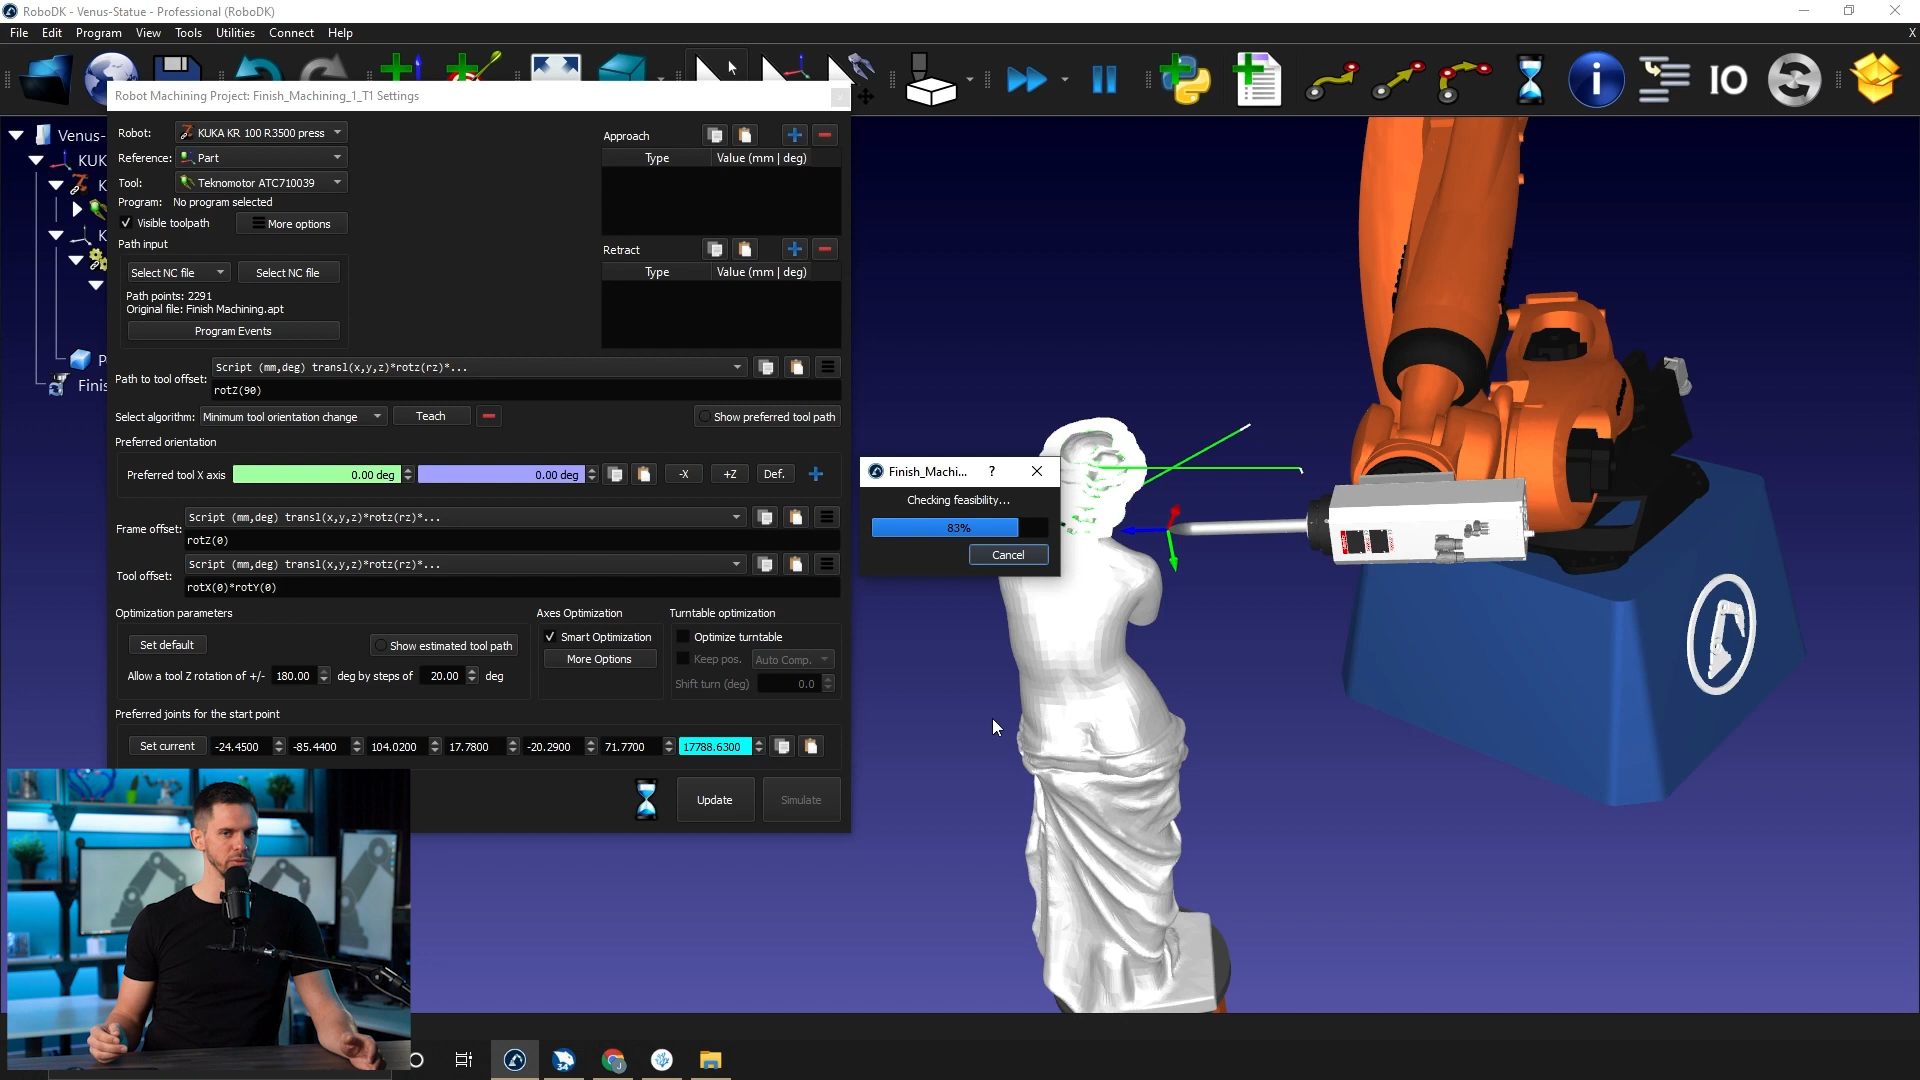 RoboDK - Venus-Statue - Professional (RoboDK)
File Edit Program View Tools Utilities Connect Help
X
IO
Robot Machining Project: Finish_Machining_1_T1 Settings
Venus-
KUK
K
K
P
Finis
Robot: KUKA KR 100 R3500 press
Reference: Part
Tool: Teknomotor ATC710039
Program: No program selected
Visible toolpath More options
Path input
Select NC file Select NC file
Path points: 2291
Original file: Finish Machining.apt
Program Events
Approach
Type Value (mm | deg)
Retract
Type Value (mm | deg)
Path to tool offset: Script (mm,deg) transl(x,y,z)*rotz(rz)*...
rotZ(90)
Select algorithm: Minimum tool orientation change Teach Show preferred tool path
Preferred orientation
Preferred tool X axis 0.00 deg 0.00 deg -X +Z Def.
Frame offset: Script (mm,deg) transl(x,y,z)*rotz(rz)*...
rotZ(0)
Tool offset: Script (mm,deg) transl(x,y,z)*rotz(rz)*...
rotX(0)*rotY(0)
Optimization parameters
Set default Show estimated tool path
Allow a tool Z rotation of +/- 180.00 deg by steps of 20.00 deg
Axes Optimization
Smart Optimization
More Options
Turntable optimization
Optimize turntable
Keep pos. Auto Comp.
Shift turn (deg) 0.0
Preferred joints for the start point
Set current -24.4500 -85.4400 104.0200 17.7800 -20.2900 71.7700 17788.6300
Update Simulate
Finish_Machi... ?
Checking feasibility...
83%
Cancel
34